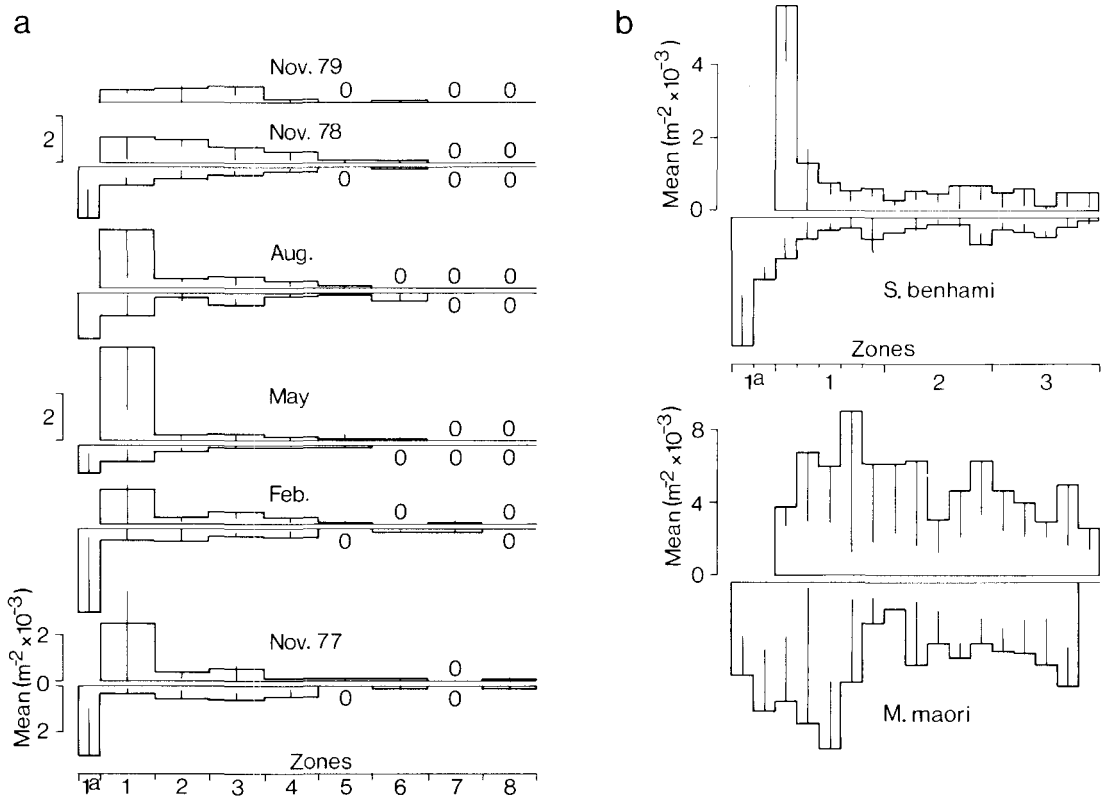 a
Nov. 79
0 0 0
2
Nov. 78
0 0
0 0 0
Aug.
0 0 0
0 0
2
May
0 0
0 0 0
Feb.
0 0
0 0
Mean (m⁻² × 10⁻³)
2
0
2
Nov. 77
0
0 0
Zones
1a 1 2 3 4 5 6 7 8
b
Mean (m⁻² × 10⁻³)
4
2
0
S. benhami
Zones
1a 1 2 3
Mean (m⁻² × 10⁻³)
8
4
0
M. maori